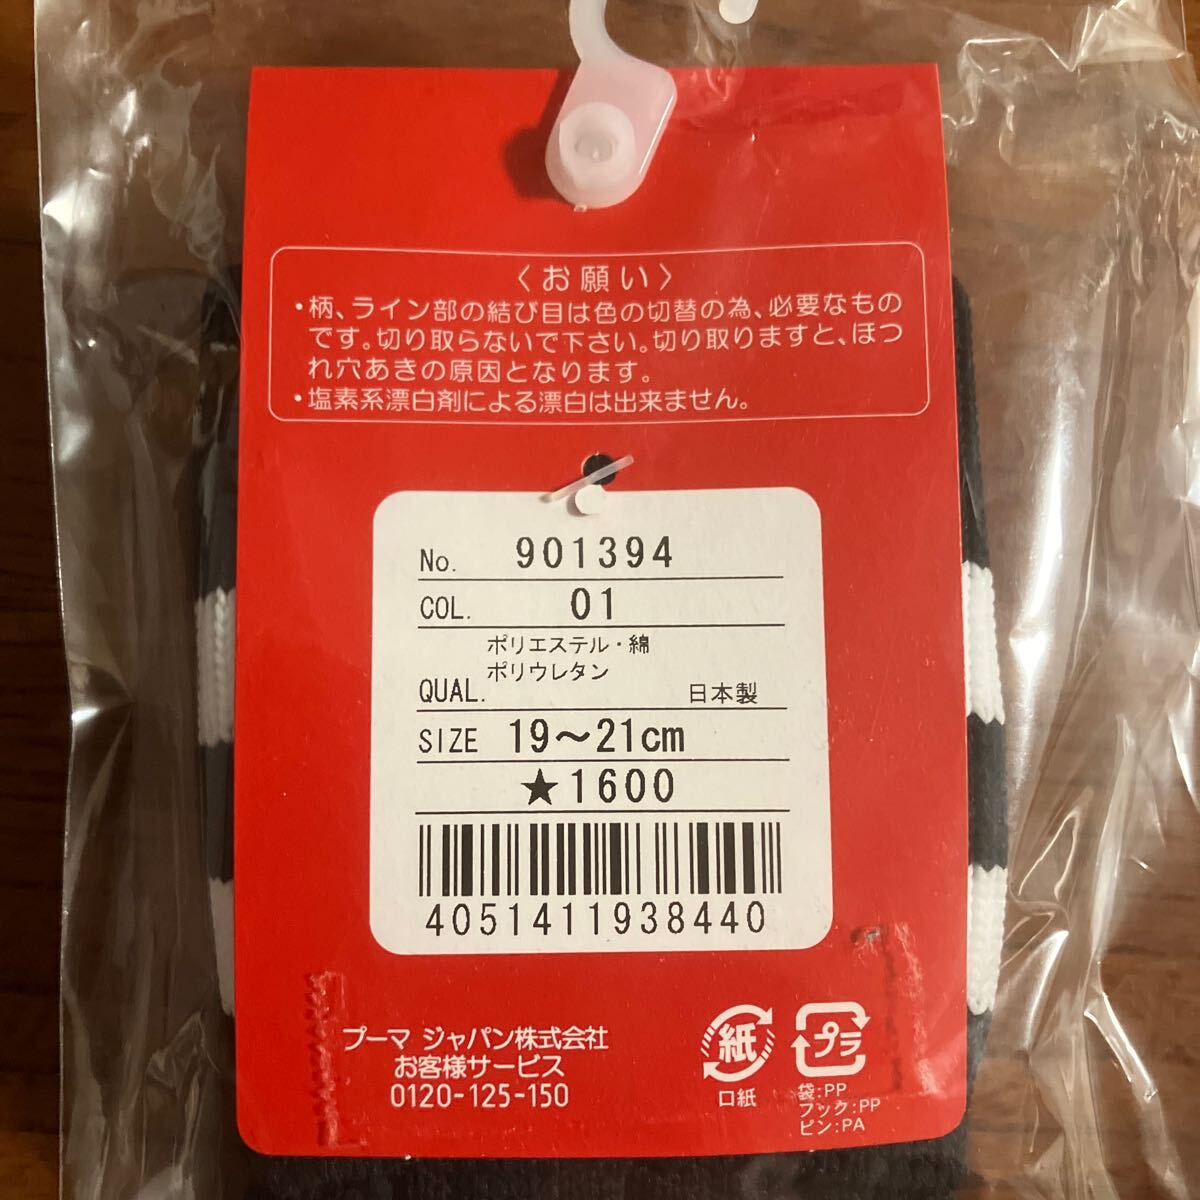 〈お願い〉
・柄、ライン部の結び目は色の切替の為、必要なもの
です。切り取らないで下さい。切り取りますと、ほつ
れ穴あきの原因となります。
・塩素系漂白剤による漂白は出来ません。
No. 901394
COL. 01
ポリエステル・綿
ポリウレタン
QUAL. 日本製
SIZE 19〜21cm
★1600
4051411938440
プーマ ジャパン株式会社
お客様サービス
0120-125-150
紙
口紙
プラ
袋:PP
フック:PP
ピン:PA